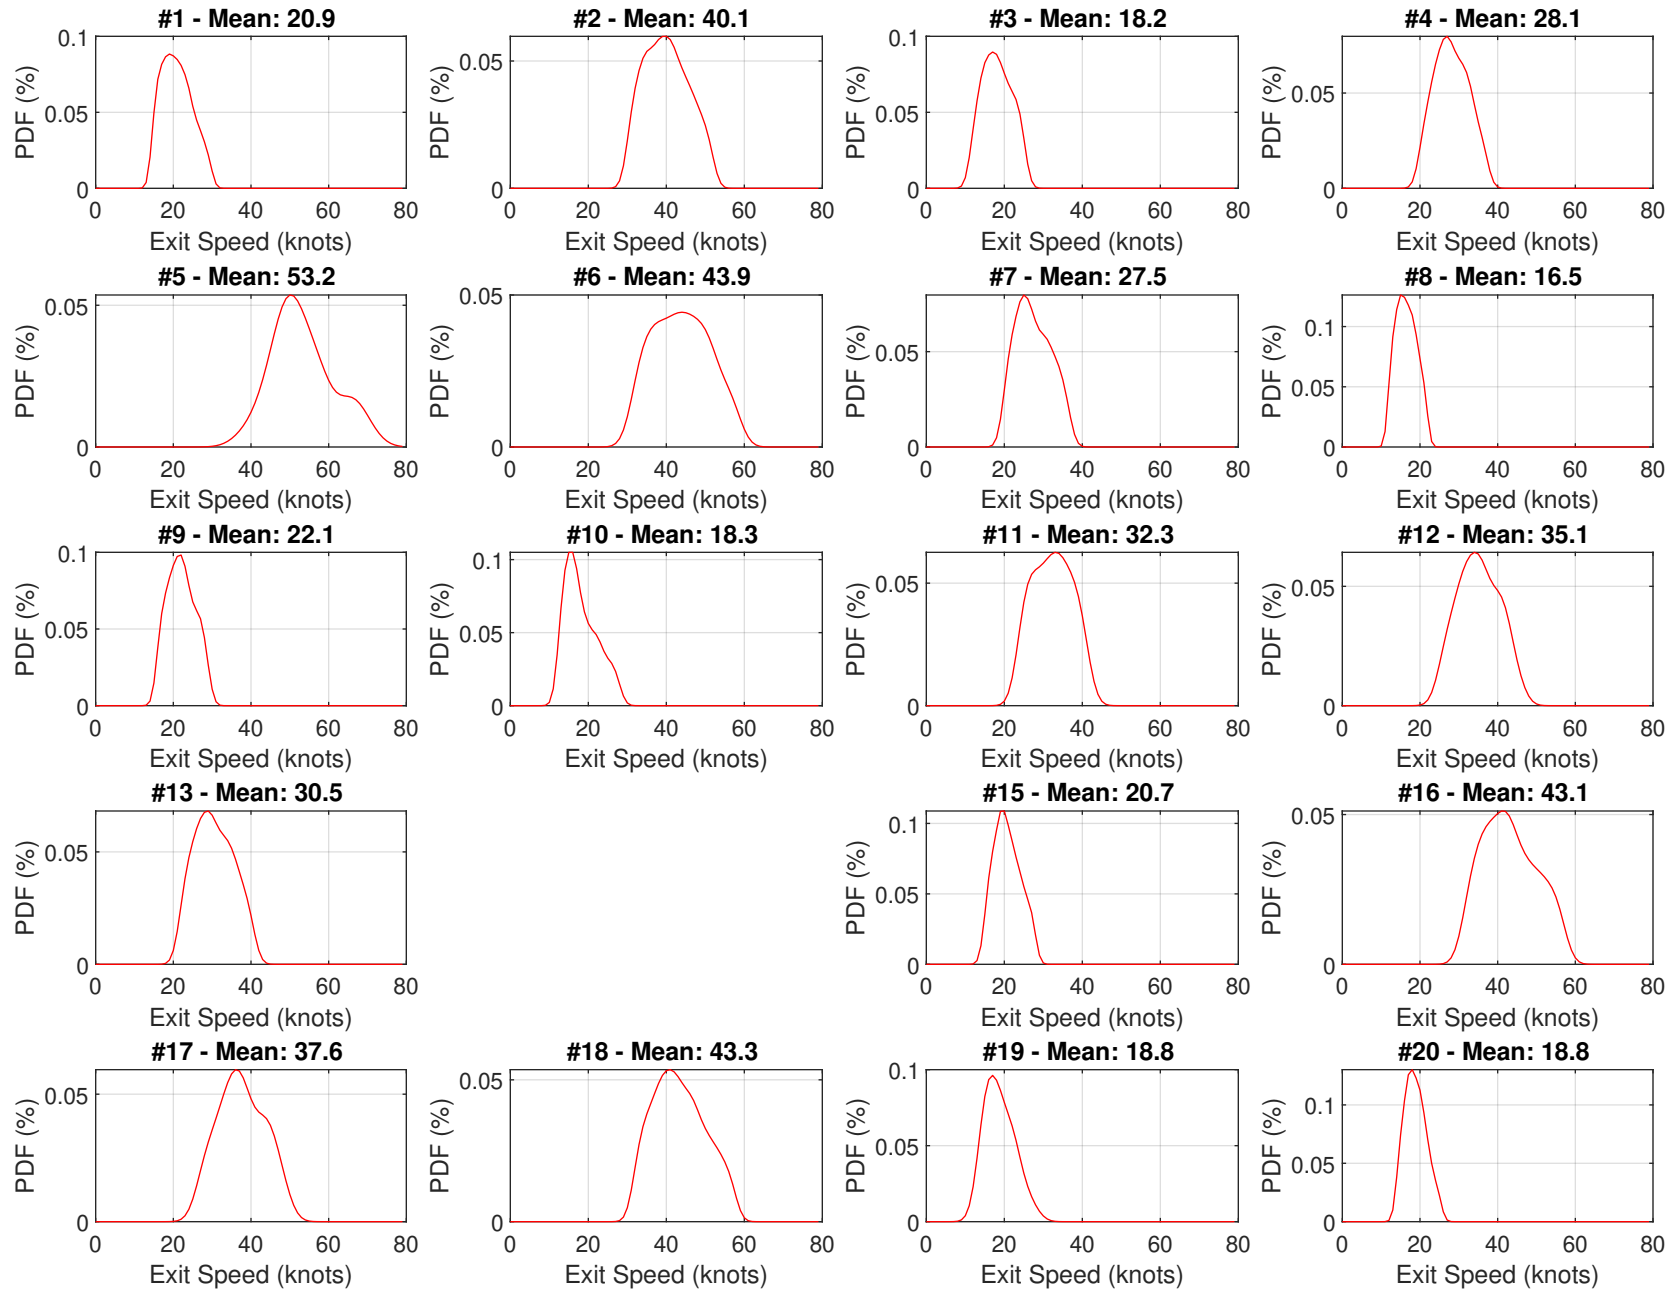 #1 - Mean: 20.9
PDF (%)
0.1
0.05
0
0 20 40 60 80
Exit Speed (knots)
#2 - Mean: 40.1
PDF (%)
0.05
0
0 20 40 60 80
Exit Speed (knots)
#3 - Mean: 18.2
PDF (%)
0.1
0.05
0
0 20 40 60 80
Exit Speed (knots)
#4 - Mean: 28.1
PDF (%)
0.05
0
0 20 40 60 80
Exit Speed (knots)
#5 - Mean: 53.2
PDF (%)
0.05
0
0 20 40 60 80
Exit Speed (knots)
#6 - Mean: 43.9
PDF (%)
0.05
0
0 20 40 60 80
Exit Speed (knots)
#7 - Mean: 27.5
PDF (%)
0.05
0
0 20 40 60 80
Exit Speed (knots)
#8 - Mean: 16.5
PDF (%)
0.1
0.05
0
0 20 40 60 80
Exit Speed (knots)
#9 - Mean: 22.1
PDF (%)
0.1
0.05
0
0 20 40 60 80
Exit Speed (knots)
#10 - Mean: 18.3
PDF (%)
0.1
0.05
0
0 20 40 60 80
Exit Speed (knots)
#11 - Mean: 32.3
PDF (%)
0.05
0
0 20 40 60 80
Exit Speed (knots)
#12 - Mean: 35.1
PDF (%)
0.05
0
0 20 40 60 80
Exit Speed (knots)
#13 - Mean: 30.5
PDF (%)
0.05
0
0 20 40 60 80
Exit Speed (knots)
#15 - Mean: 20.7
PDF (%)
0.1
0.05
0
0 20 40 60 80
Exit Speed (knots)
#16 - Mean: 43.1
PDF (%)
0.05
0
0 20 40 60 80
Exit Speed (knots)
#17 - Mean: 37.6
PDF (%)
0.05
0
0 20 40 60 80
Exit Speed (knots)
#18 - Mean: 43.3
PDF (%)
0.05
0
0 20 40 60 80
Exit Speed (knots)
#19 - Mean: 18.8
PDF (%)
0.1
0.05
0
0 20 40 60 80
Exit Speed (knots)
#20 - Mean: 18.8
PDF (%)
0.1
0.05
0
0 20 40 60 80
Exit Speed (knots)